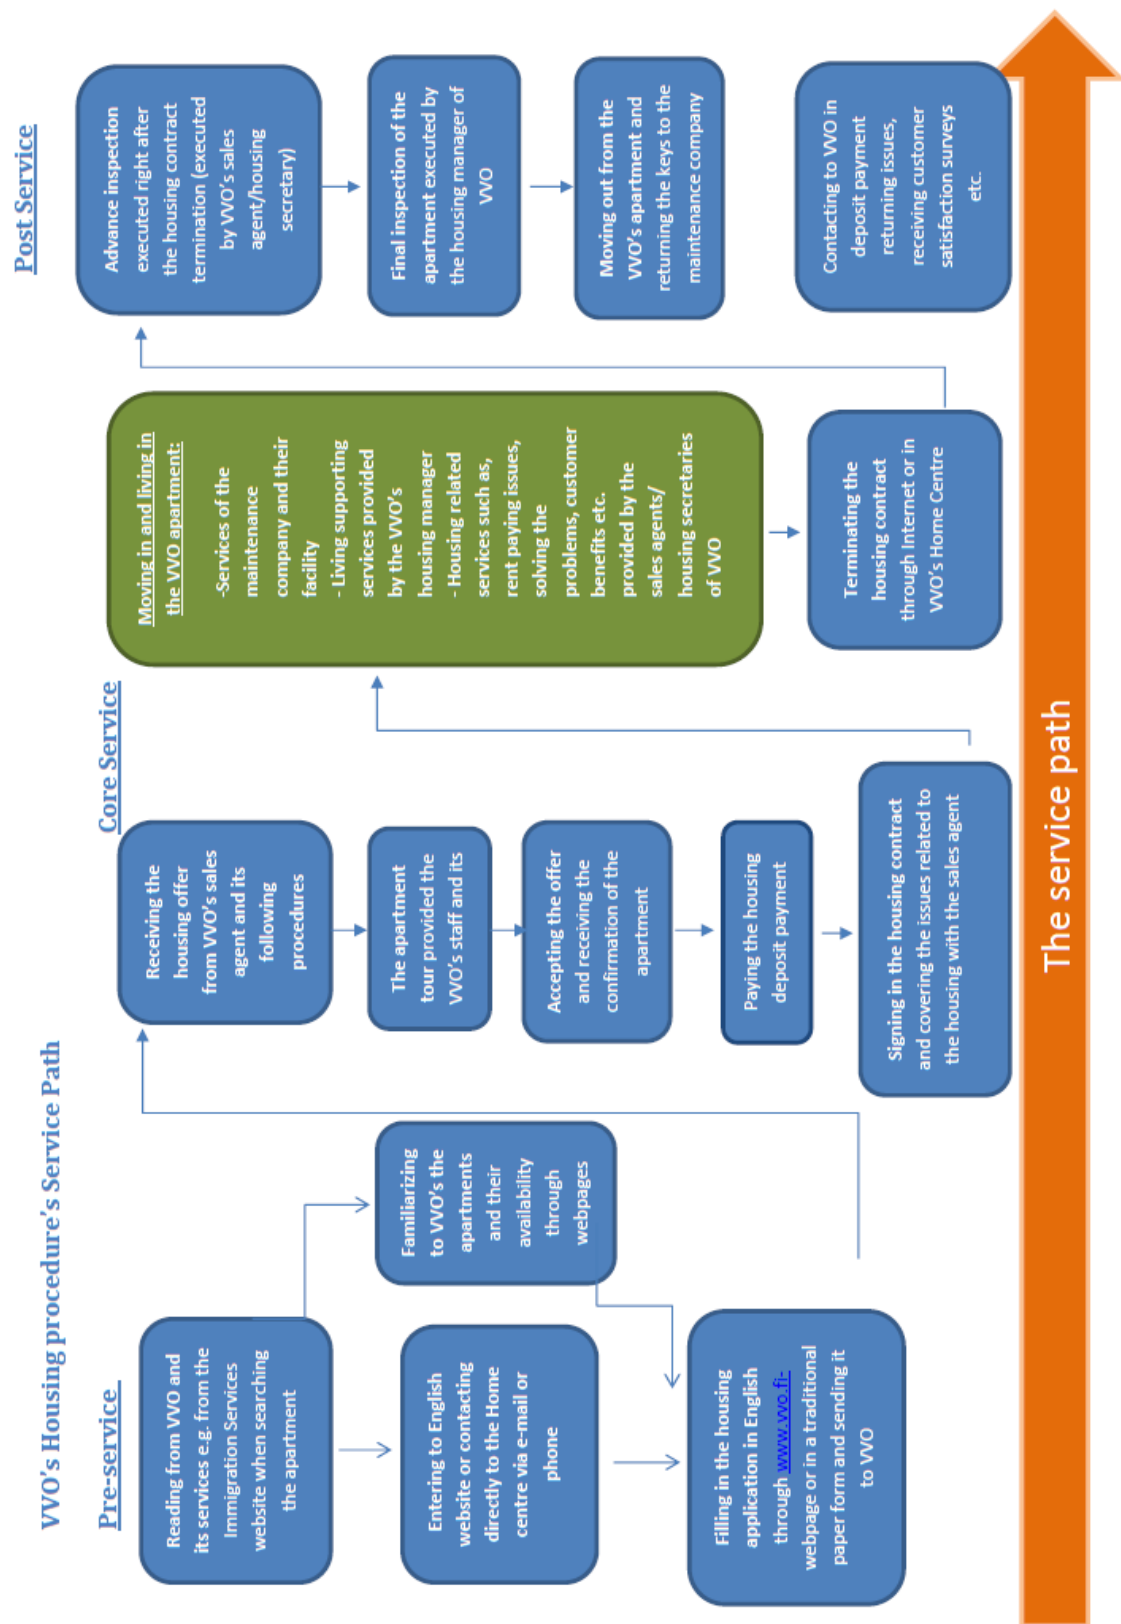 VVO's Housing procedure's Service Path
Pre-service
Reading from VVO and
its services e.g. from the
Immigration Services
website when searching
the apartment
Entering to English
website or contacting
directly to the Home
centre via e-mail or
phone
Familiarizing
to VVO's the
apartments
and their
availability
through
webpages
Filling in the housing
application in English
through www.vvo.fi-
webpage or in a traditional
paper form and sending it
to VVO
Core Service
Receiving the
housing offer
from VVO's sales
agent and its
following
procedures
The apartment
tour provided the
VVO's staff and its
Accepting the offer
and receiving the
confirmation of the
apartment
Paying the housing
deposit payment
Signing in the housing contract
and covering the issues related to
the housing with the sales agent
Moving in and living in
the VVO apartment:
-Services of the
maintenance
company and their
facility
- Living supporting
services provided
by the VVO's
housing manager
- Housing related
services such as,
rent paying issues,
solving the
problems, customer
benefits etc.
provided by the
sales agents/
housing secretaries
of VVO
Terminating the
housing contract
through Internet or in
VVO's Home Centre
Post Service
Advance inspection
executed right after
the housing contract
termination (executed
by VVO's sales
agent/housing
secretary)
Final inspection of the
apartment executed by
the housing manager of
VVO
Moving out from the
VVO's apartment and
returning the keys to the
maintenance company
Contacting to VVO in
deposit payment
returning issues,
receiving customer
satisfaction surveys
etc.
The service path